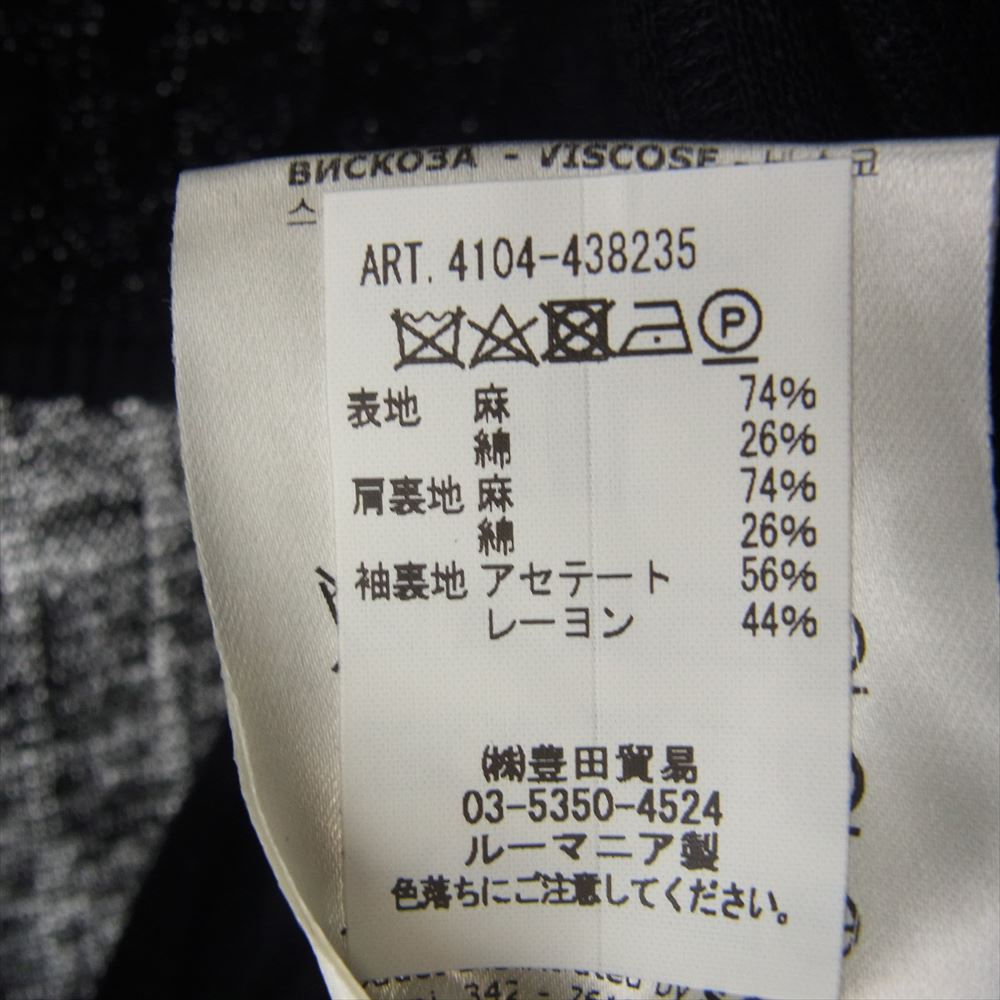 ВИСКОЗА - VISCOSE -
스
ART. 4104-438235
P
表地 麻 74%
綿 26%
肩裏地 麻 74%
綿 26%
袖裏地 アセテート 56%
レーヨン 44%
㈱豊田貿易
03-5350-4524
ルーマニア製
色落ちにご注意してください。
by
342 -